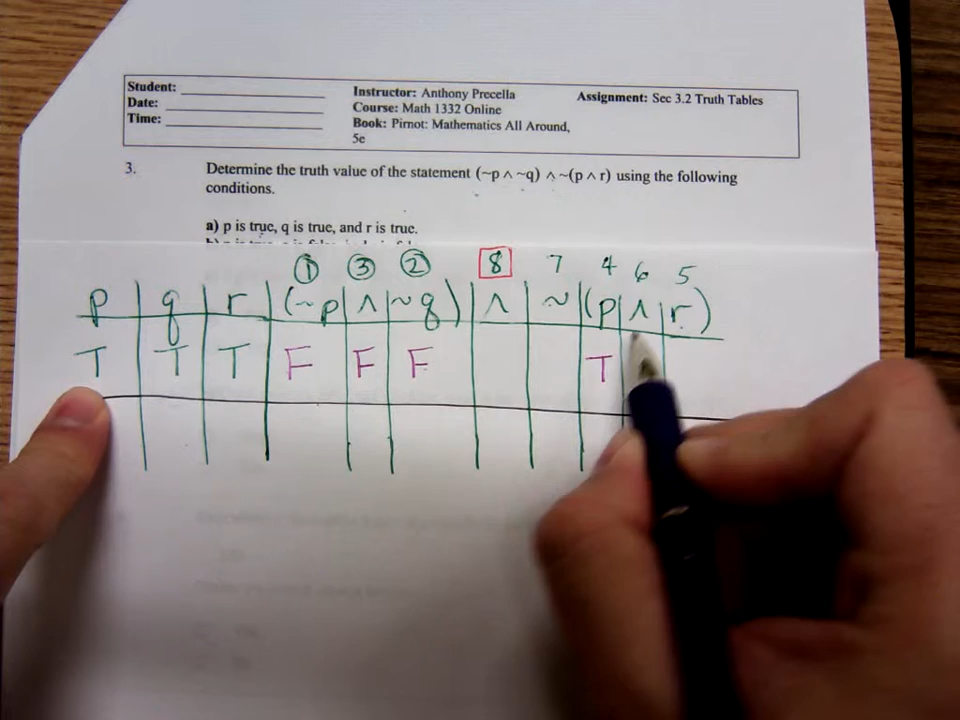 Student: Instructor: Anthony Precella Assignment: Sec 3.2 Truth Tables
Date: Course: Math 1332 Online
Time: Book: Pirnot: Mathematics All Around,
5e
3. Determine the truth value of the statement (~p ∧ ~q) ∧ ~(p ∧ r) using the following
conditions.
a) p is true, q is true, and r is true.
① ③ ② 8 7 4 6 5
p q r (~p ∧ ~q) ∧ ~ (p ∧ r)
T T T F F F T